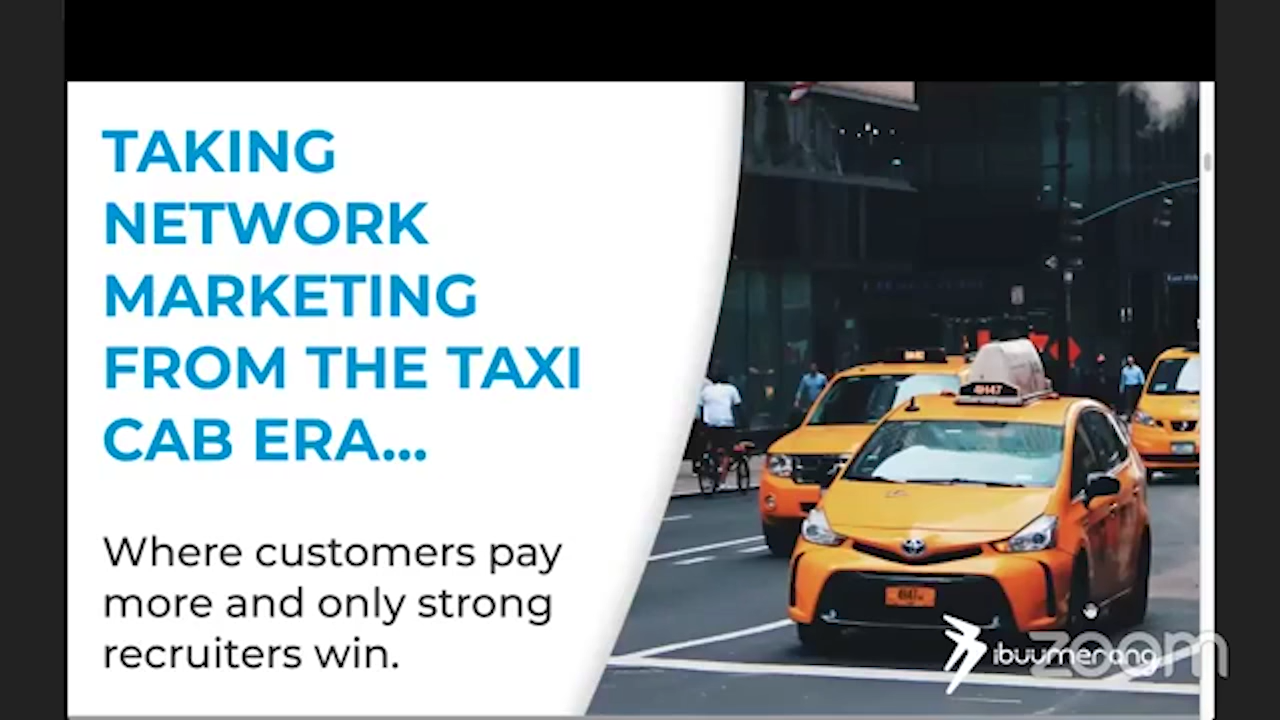 TAKING
NETWORK
MARKETING
FROM THE TAXI
CAB ERA...
Where customers pay
more and only strong
recruiters win.
4H47
ibuumerang
zoom